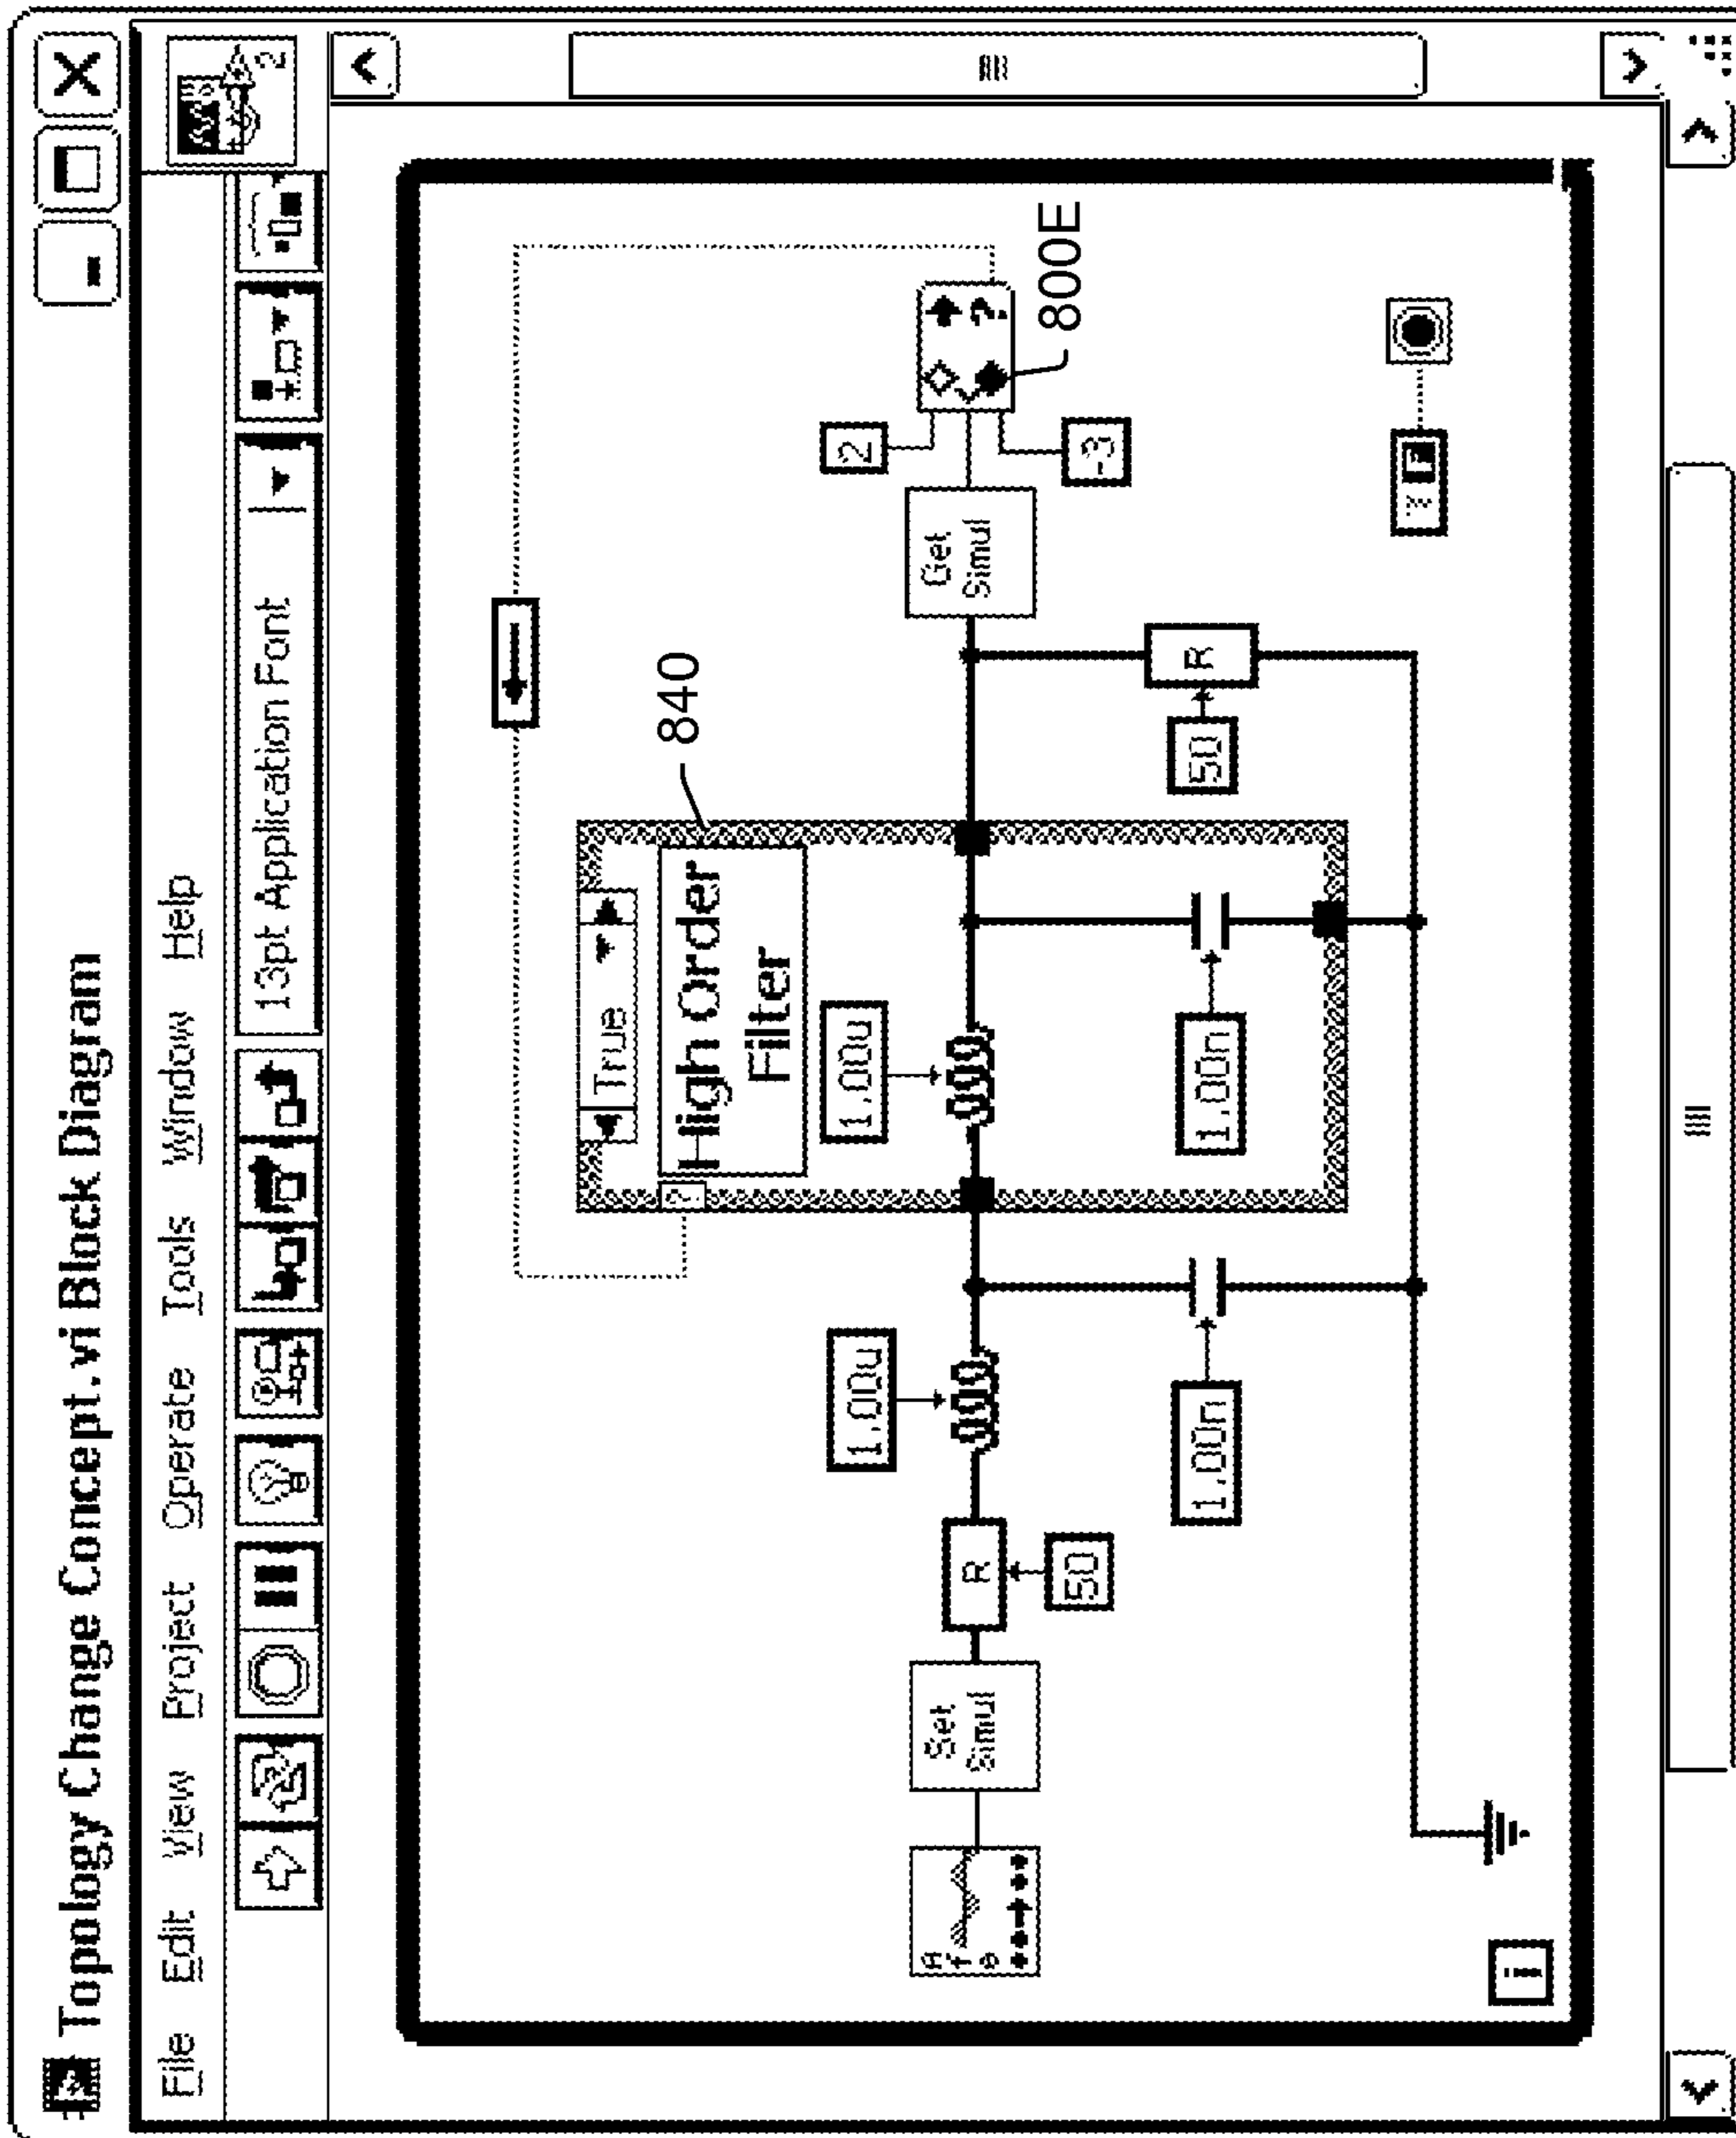 Topology Change Concept.vi Block Diagram
File Edit View Project Operate Tools Window Help
13pt Application Font
2
True
840
High Order
Filter
?
1.00u
1.00u
2
800E
?
Set
Simul
R
50
Get
Simul
-3
1.00n
1.00n
50
R
i